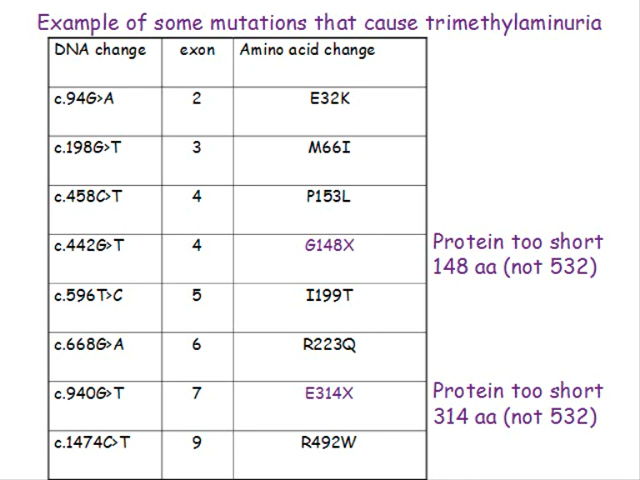 Example of some mutations that cause trimethylaminuria
DNA change exon Amino acid change
c.94G>A 2 E32K
c.198G>T 3 M66I
c.458C>T 4 P153L
c.442G>T 4 G148X
Protein too short
148 aa (not 532)
c.596T>C 5 I199T
c.668G>A 6 R223Q
c.940G>T 7 E314X
Protein too short
314 aa (not 532)
c.1474C>T 9 R492W